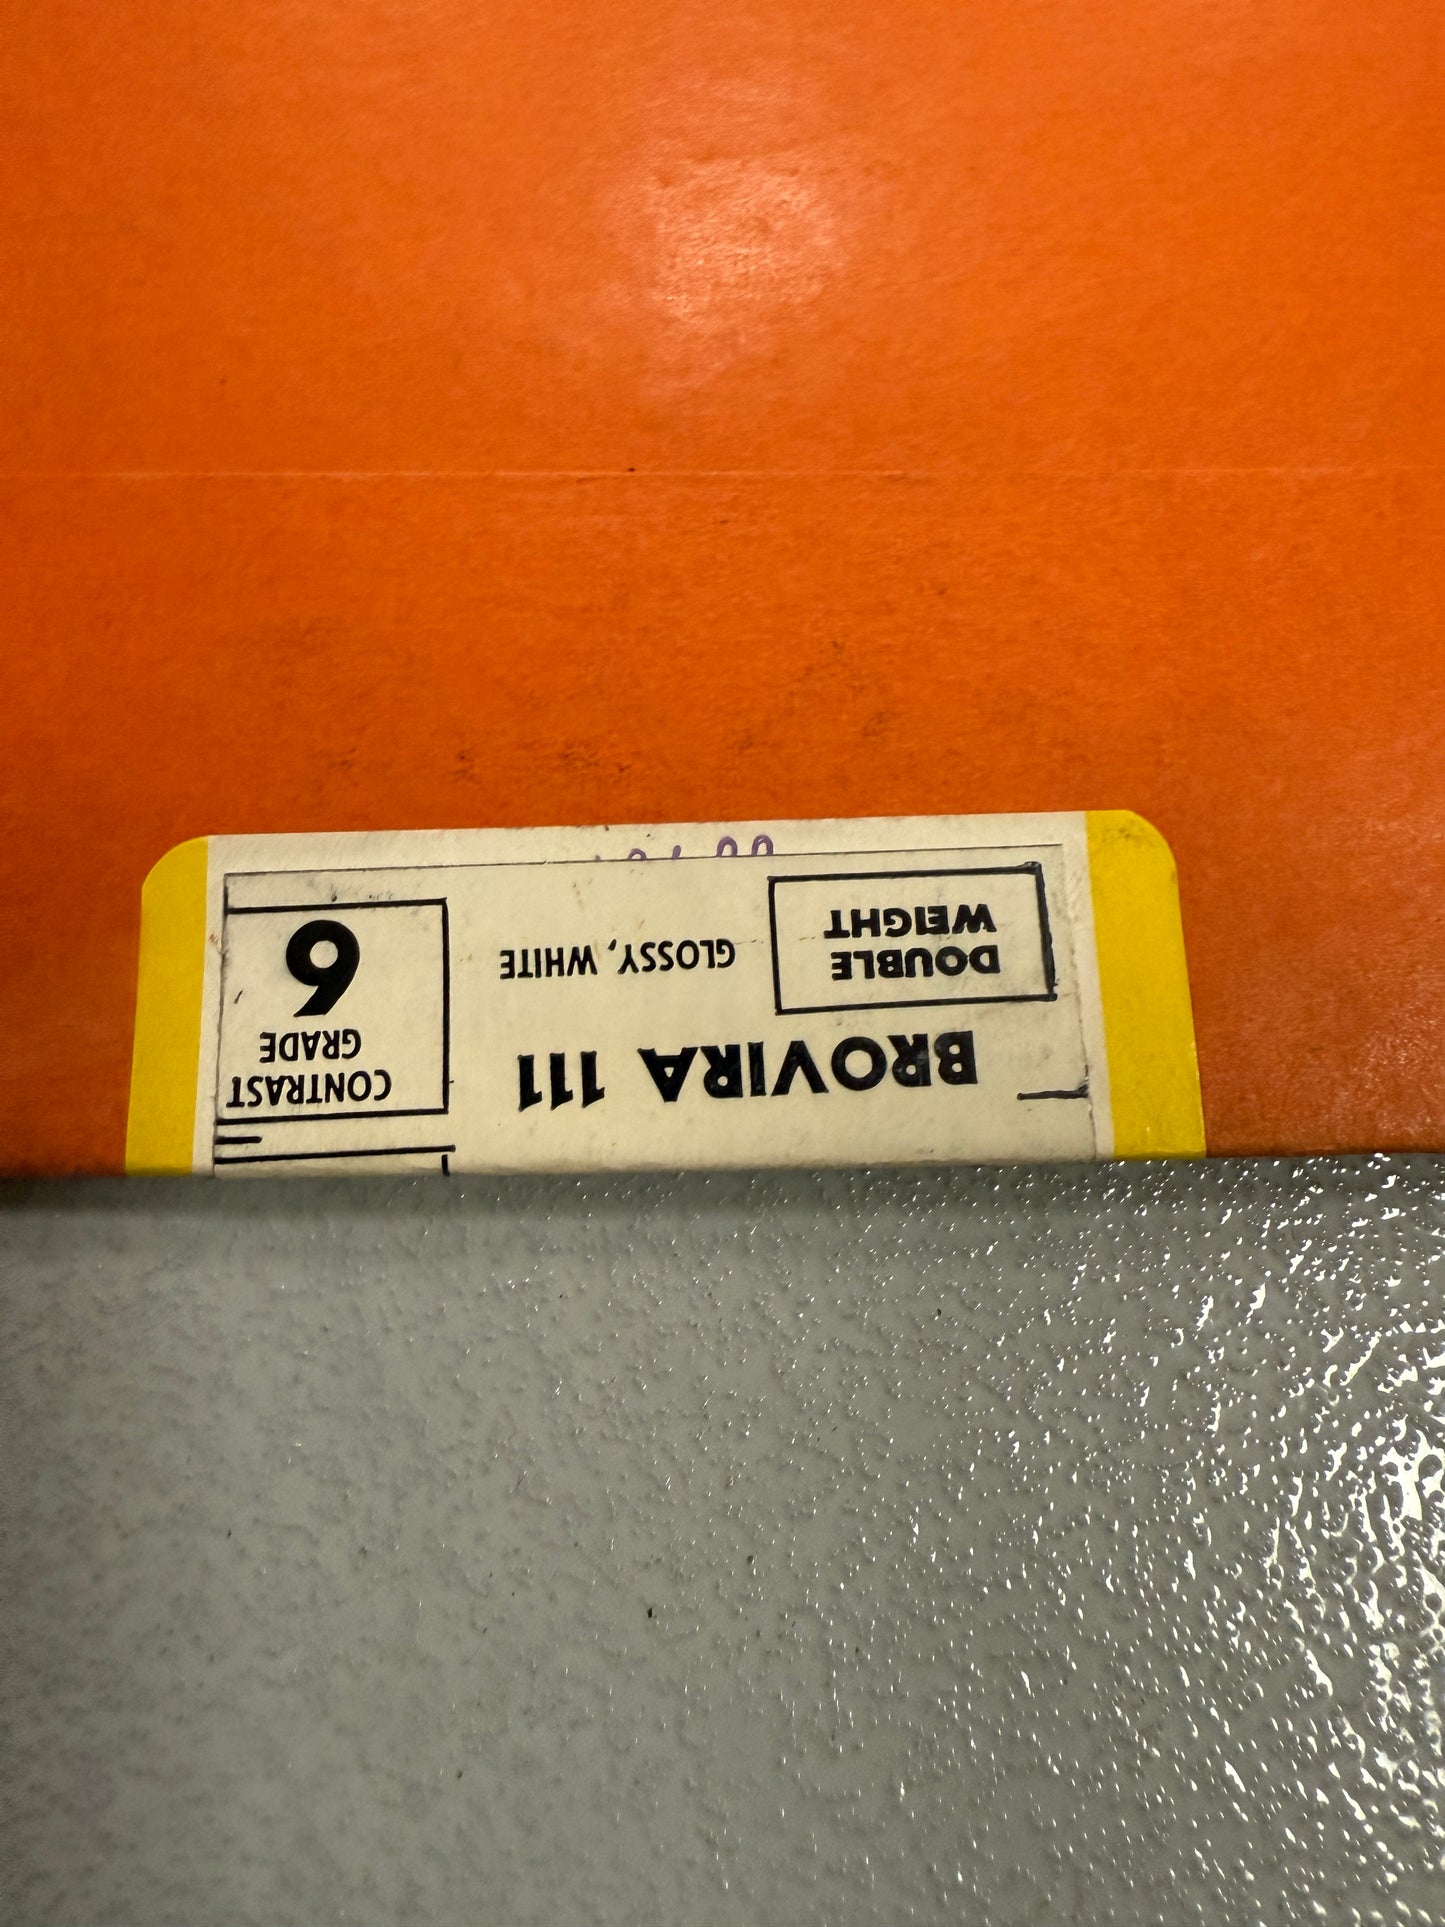 BROVIRA 111
CONTRAST
GRADE
6
DOUBLE
WEIGHT
GLOSSY, WHITE